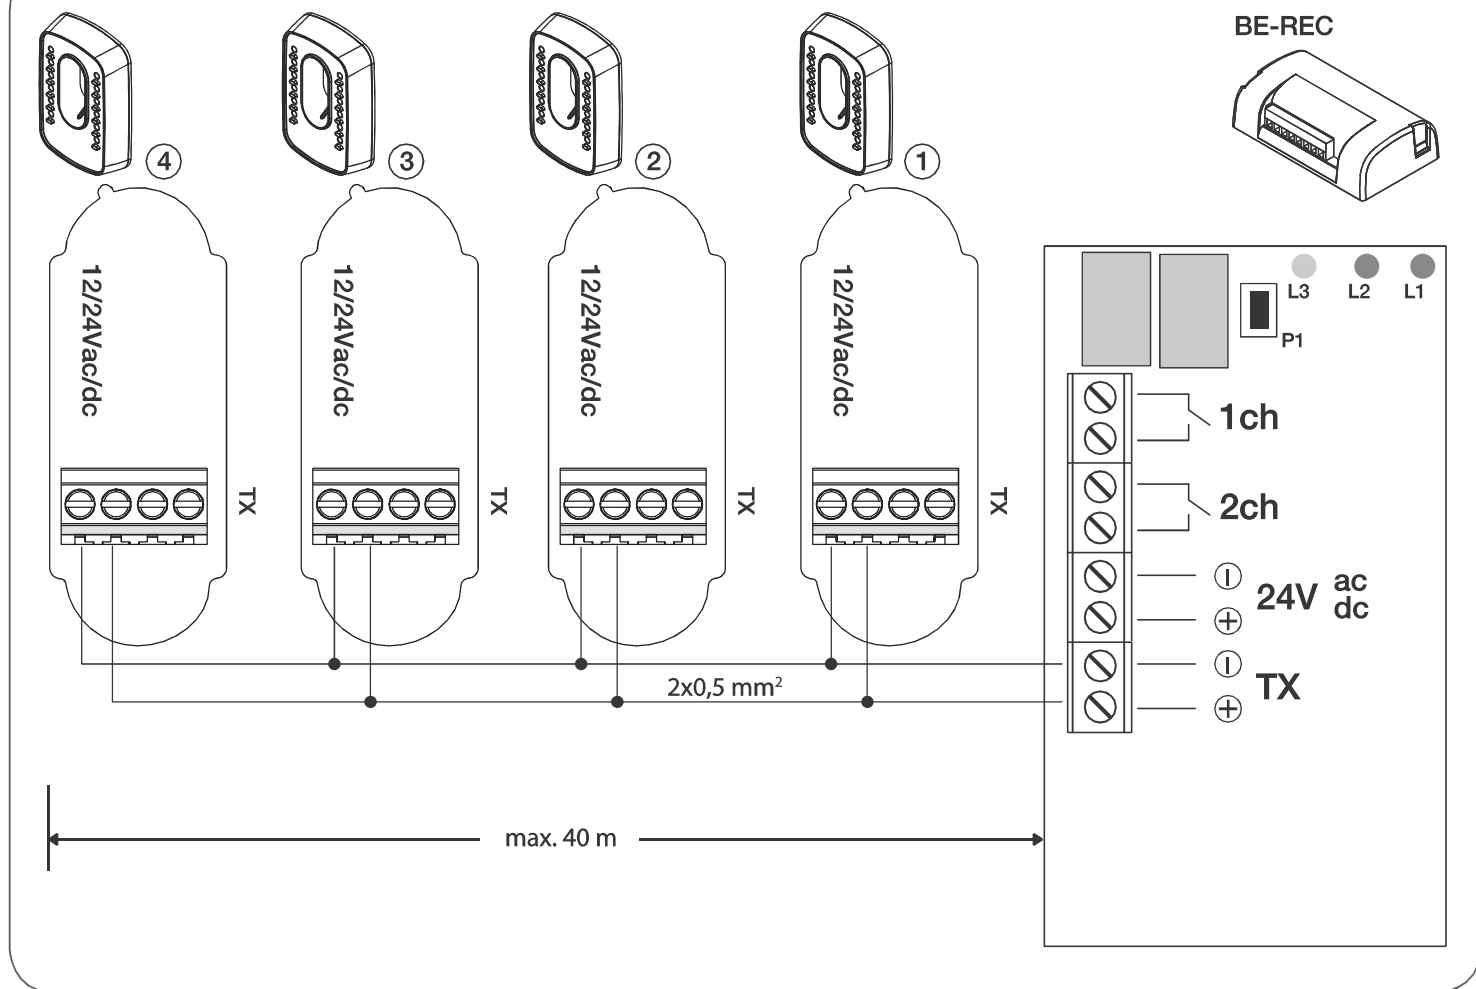 BE-REC
4
3
2
1
12/24Vac/dc
12/24Vac/dc
12/24Vac/dc
12/24Vac/dc
L3
L2
L1
P1
1ch
TX
TX
TX
TX
2ch
24V ac dc
2x0,5 mm²
TX
max. 40 m